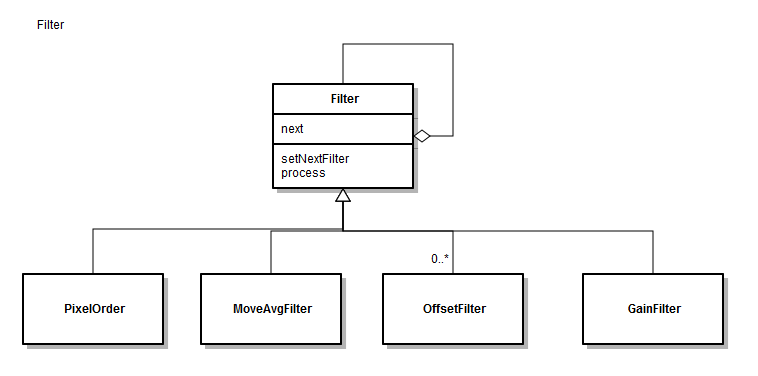 Filter
Filter
next
setNextFilter
process
0..*
PixelOrder
MoveAvgFilter
OffsetFilter
GainFilter